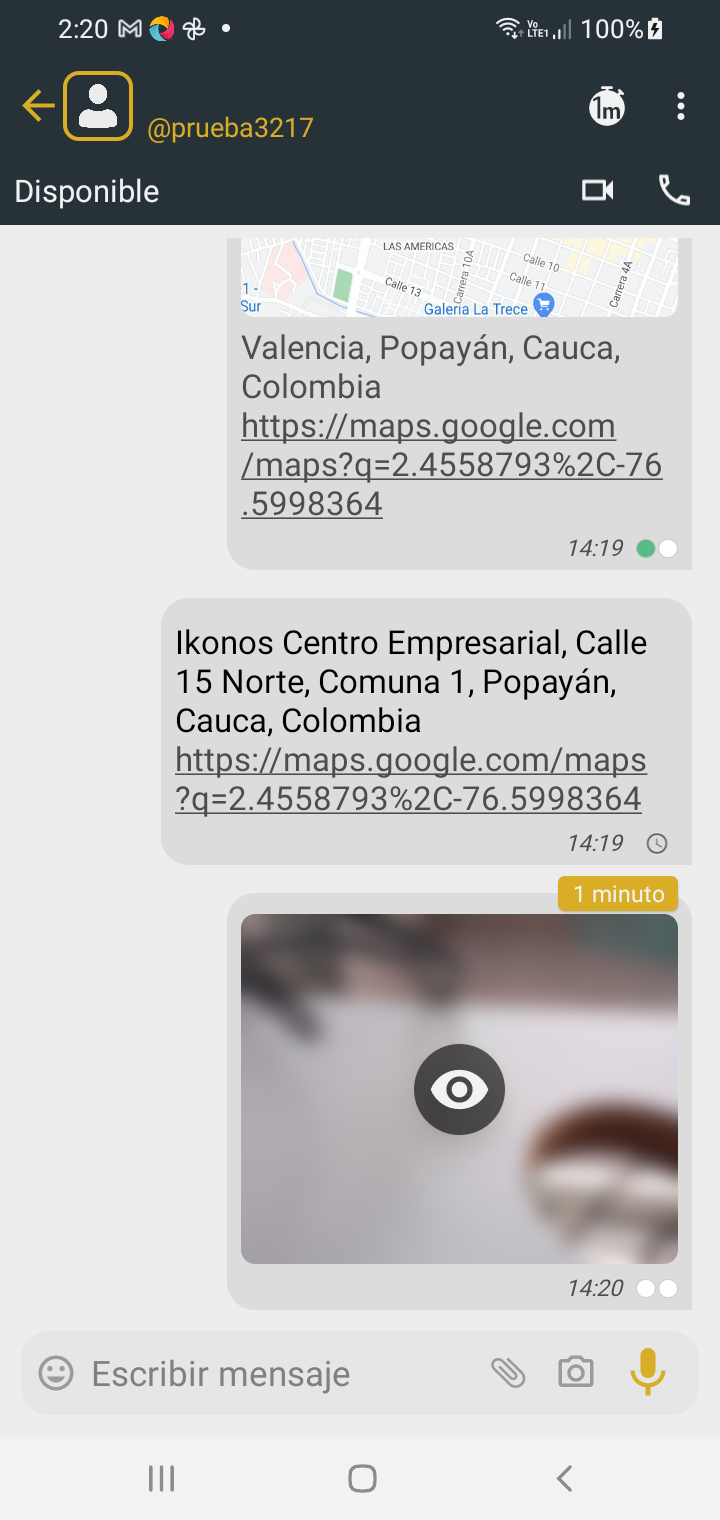 2:20
Vo
LTE1
100%
1m
@prueba3217
Disponible
LAS AMERICAS
Carrera 10A
Calle 10
Calle 11
Calle 13
Carrera 4A
1 -
Sur
Galeria La Trece
Valencia, Popayán, Cauca,
Colombia
https://maps.google.com
/maps?q=2.4558793%2C-76
.5998364
14:19
Ikonos Centro Empresarial, Calle
15 Norte, Comuna 1, Popayán,
Cauca, Colombia
https://maps.google.com/maps
?q=2.4558793%2C-76.5998364
14:19
1 minuto
14:20
Escribir mensaje